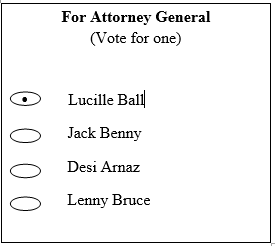 For Attorney General
(Vote for one)
Lucille Ball
Jack Benny
Desi Arnaz
Lenny Bruce